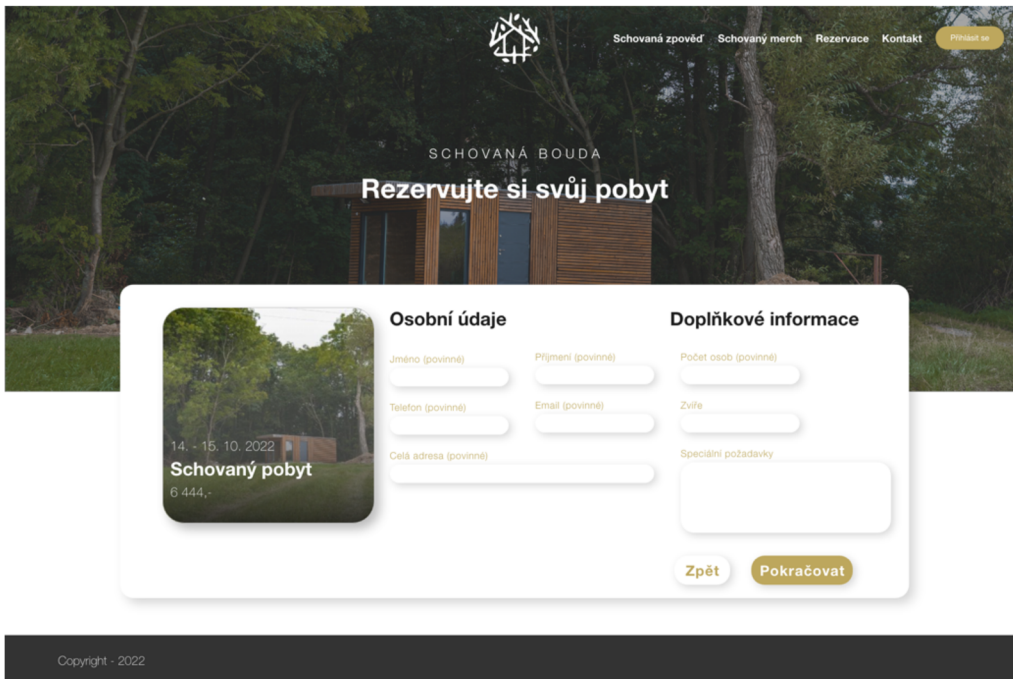 Schovaná zpověď Schovaný merch Rezervace Kontakt Přihlásit se
SCHOVANÁ BOUDA
Rezervujte si svůj pobyt
14. - 15. 10. 2022
Schovaný pobyt
6 444,-
Osobní údaje
Jméno (povinné) Příjmení (povinné)
Telefon (povinné) Email (povinné)
Celá adresa (povinné)
Doplňkové informace
Počet osob (povinné)
Zvíře
Speciální požadavky
Zpět Pokračovat
Copyright - 2022